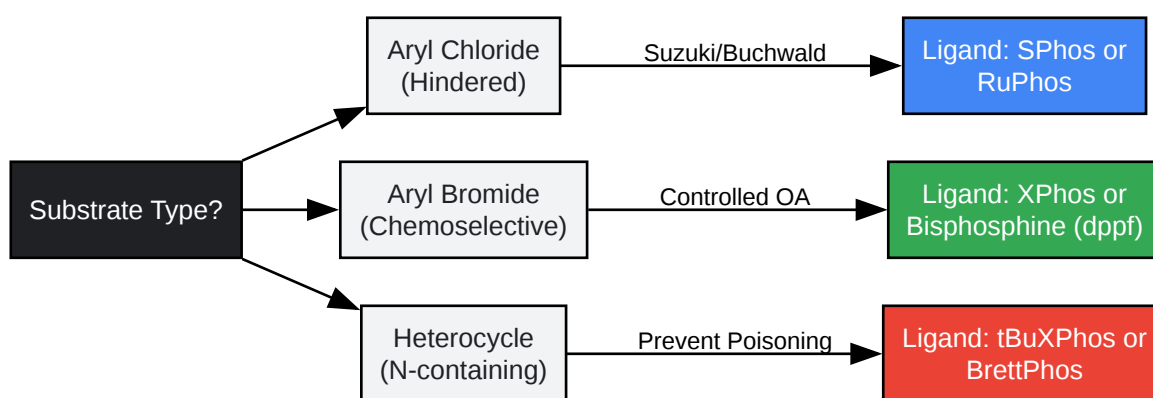 Aryl Chloride
(Hindered)
Suzuki/Buchwald
Ligand: SPhos or
RuPhos
Substrate Type?
Aryl Bromide
(Chemoselective)
Controlled OA
Ligand: XPhos or
Bisphosphine (dppf)
Heterocycle
(N-containing)
Prevent Poisoning
Ligand: tBuXPhos or
BrettPhos